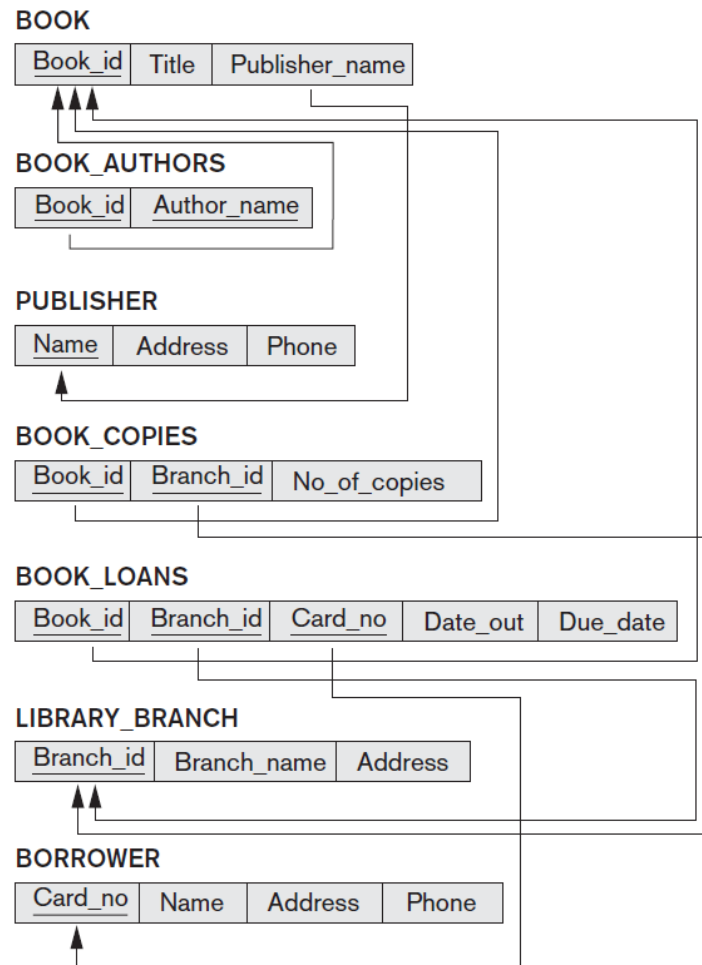 BOOK
Book_id Title Publisher_name
BOOK_AUTHORS
Book_id Author_name
PUBLISHER
Name Address Phone
BOOK_COPIES
Book_id Branch_id No_of_copies
BOOK_LOANS
Book_id Branch_id Card_no Date_out Due_date
LIBRARY_BRANCH
Branch_id Branch_name Address
BORROWER
Card_no Name Address Phone